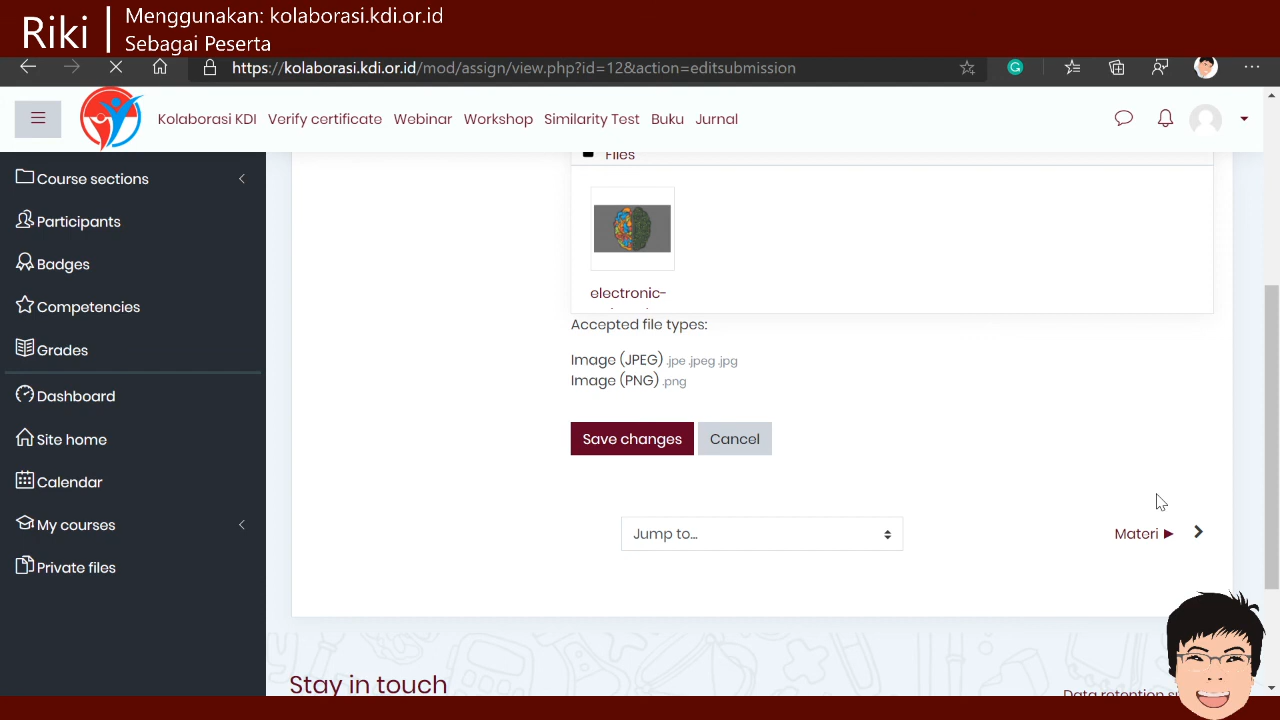 Riki
Menggunakan: kolaborasi.kdi.or.id
Sebagai Peserta
https://kolaborasi.kdi.or.id/mod/assign/view.php?id=12&action=editsubmission
Kolaborasi KDI Verify certificate Webinar Workshop Similarity Test Buku Jurnal
Course sections
Participants
Badges
Competencies
Grades
Dashboard
Site home
Calendar
My courses
Private files
Files
electronic-
Accepted file types:
Image (JPEG) .jpe .jpeg .jpg
Image (PNG) .png
Save changes Cancel
Jump to...
Materi ►
Stay in touch
Data retention